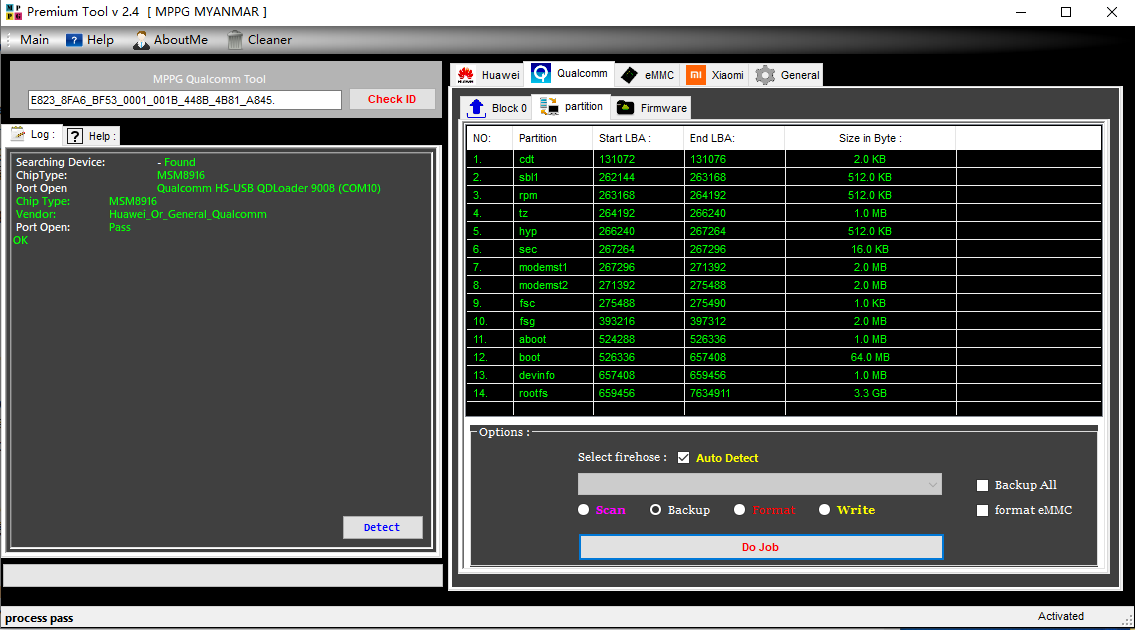 Premium Tool v 2.4 [ MPPG MYANMAR ]
Main Help AboutMe Cleaner
MPPG Qualcomm Tool
E823_8FA6_BF53_0001_001B_448B_4B81_A845.
Check ID
Log : Help :
Searching Device: - Found
ChipType: MSM8916
Port Open Qualcomm HS-USB QDLoader 9008 (COM10)
Chip Type: MSM8916
Vendor: Huawei_Or_General_Qualcomm
Port Open: Pass
OK
Detect
Huawei Qualcomm eMMC Xiaomi General
Block 0 partition Firmware
NO: Partition Start LBA : End LBA: Size in Byte :
1. cdt 131072 131076 2.0 KB
2. sbl1 262144 263168 512.0 KB
3. rpm 263168 264192 512.0 KB
4. tz 264192 266240 1.0 MB
5. hyp 266240 267264 512.0 KB
6. sec 267264 267296 16.0 KB
7. modemst1 267296 271392 2.0 MB
8. modemst2 271392 275488 2.0 MB
9. fsc 275488 275490 1.0 KB
10. fsg 393216 397312 2.0 MB
11. aboot 524288 526336 1.0 MB
12. boot 526336 657408 64.0 MB
13. devinfo 657408 659456 1.0 MB
14. rootfs 659456 7634911 3.3 GB
Options :
Select firehose : Auto Detect
Backup All
Scan Backup Format Write
format eMMC
Do Job
process pass
Activated